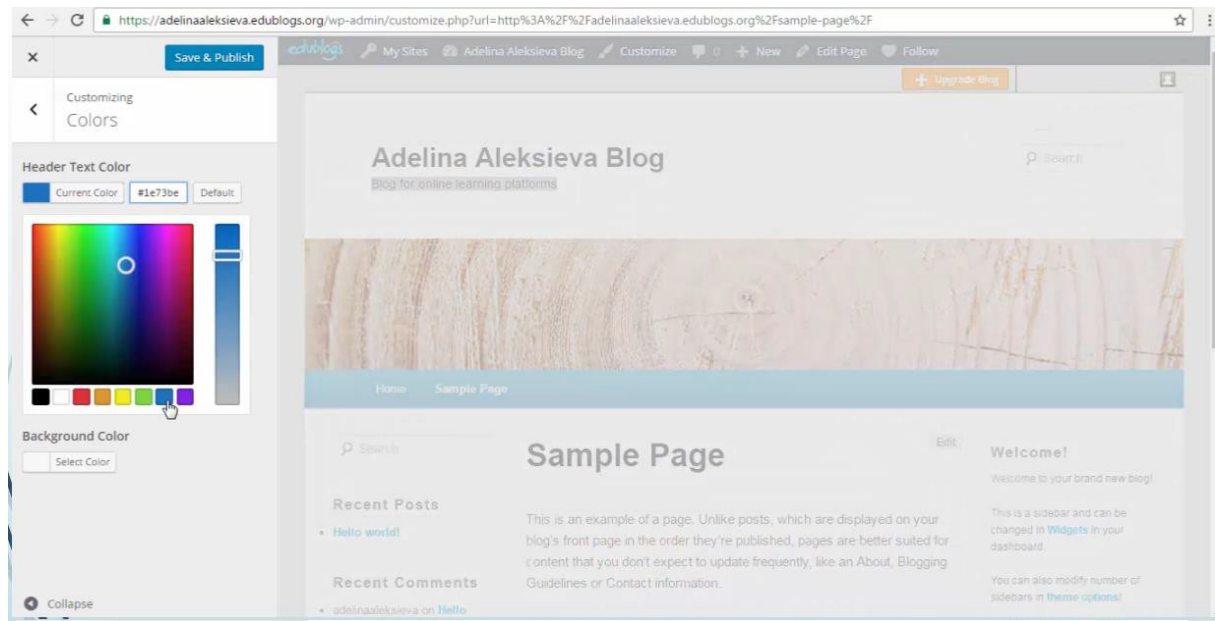 https://adelinaaleksieva.edublogs.org/wp-admin/customize.php?url=http%3A%2F%2Fadelinaaleksieva.edublogs.org%2Fsample-page%2F
Save & Publish
Customizing
Colors
Header Text Color
Current Color #1e73be Default
Background Color
Select Color
Collapse
edublogs My Sites Adelina Aleksieva Blog Customize 0 New Edit Page Follow
Upgrade Blog
Adelina Aleksieva Blog
Blog for online learning platforms
Search
Home Sample Page
Search
Recent Posts
Hello world!
Recent Comments
adelinaaleksieva on Hello
Sample Page
Edit
This is an example of a page. Unlike posts, which are displayed on your
blog's front page in the order they're published, pages are better suited for
content that you don't expect to update frequently, like an About, Blogging
Guidelines or Contact information.
Welcome!
Welcome to your brand new blog!
This is a sidebar and can be
changed in Widgets in your
dashboard.
You can also modify number of
sidebars in theme options!